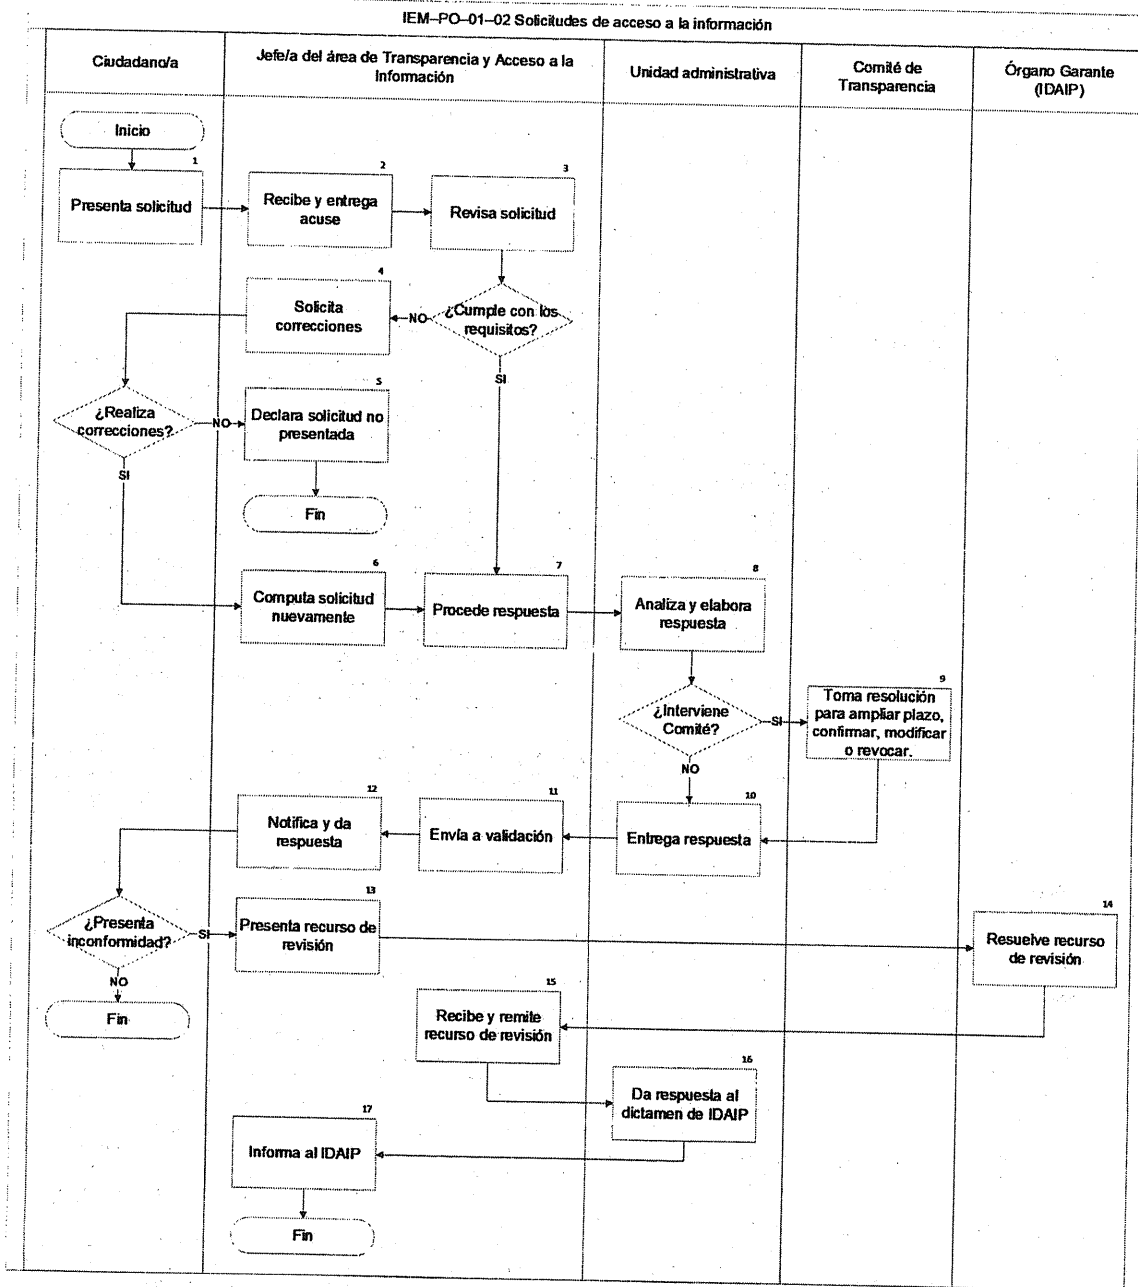 IEM–PO–01–02 Solicitudes de acceso a la información
Ciudadano/a
Jefe/a del área de Transparencia y Acceso a la
Información
Unidad administrativa
Comité de
Transparencia
Órgano Garante
(IDAIP)
Inicio
1
Presenta solicitud
2
Recibe y entrega
acuse
3
Revisa solicitud
4
Solicita
correcciones
NO
¿Cumple con los
requisitos?
SI
¿Realiza
correcciones?
NO
SI
5
Declara solicitud no
presentada
Fin
6
Computa solicitud
nuevamente
7
Procede respuesta
8
Analiza y elabora
respuesta
¿Interviene
Comité?
SI
NO
9
Toma resolución
para ampliar plazo,
confirmar, modificar
o revocar.
10
Entrega respuesta
11
Envía a validación
12
Notifica y da
respuesta
¿Presenta
inconformidad?
SI
NO
Fin
13
Presenta recurso de
revisión
14
Resuelve recurso
de revisión
15
Recibe y remite
recurso de revisión
16
Da respuesta al
dictamen de IDAIP
17
Informa al IDAIP
Fin